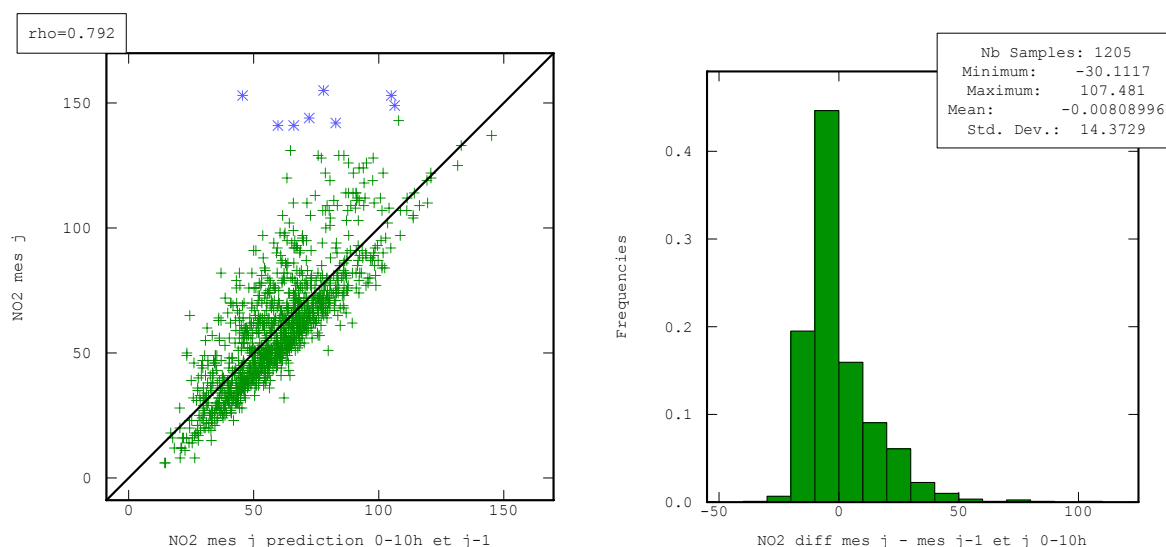 rho=0.792
NO2 mes j
150
100
50
0
0
50
100
150
NO2 mes j prediction 0-10h et j-1
Nb Samples: 1205
Minimum: -30.1117
Maximum: 107.481
Mean: -0.00808996
Std. Dev.: 14.3729
Frequencies
0.4
0.3
0.2
0.1
0.0
-50
0
50
100
NO2 diff mes j - mes j-1 et j 0-10h